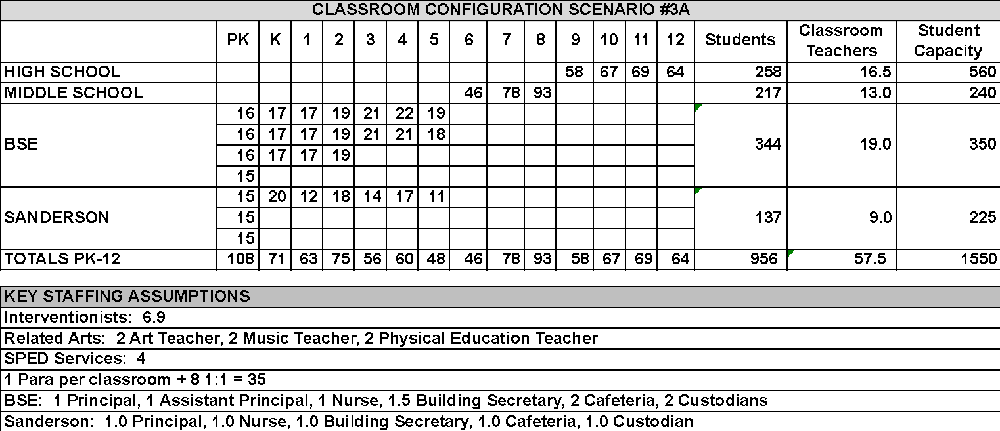 CLASSROOM CONFIGURATION SCENARIO #3A
PK K 1 2 3 4 5 6 7 8 9 10 11 12 Students Classroom Teachers Student Capacity
HIGH SCHOOL 58 67 69 64 258 16.5 560
MIDDLE SCHOOL 46 78 93 217 13.0 240
BSE 344 19.0 350
16 17 17 19 21 22 19
16 17 17 19 21 21 18
16 17 17 19
15
SANDERSON 137 9.0 225
15 20 12 18 14 17 11
15
15
TOTALS PK-12 108 71 63 75 56 60 48 46 78 93 58 67 69 64 956 57.5 1550
KEY STAFFING ASSUMPTIONS
Interventionists: 6.9
Related Arts: 2 Art Teacher, 2 Music Teacher, 2 Physical Education Teacher
SPED Services: 4
1 Para per classroom + 8 1:1 = 35
BSE: 1 Principal, 1 Assistant Principal, 1 Nurse, 1.5 Building Secretary, 2 Cafeteria, 2 Custodians
Sanderson: 1.0 Principal, 1.0 Nurse, 1.0 Building Secretary, 1.0 Cafeteria, 1.0 Custodian